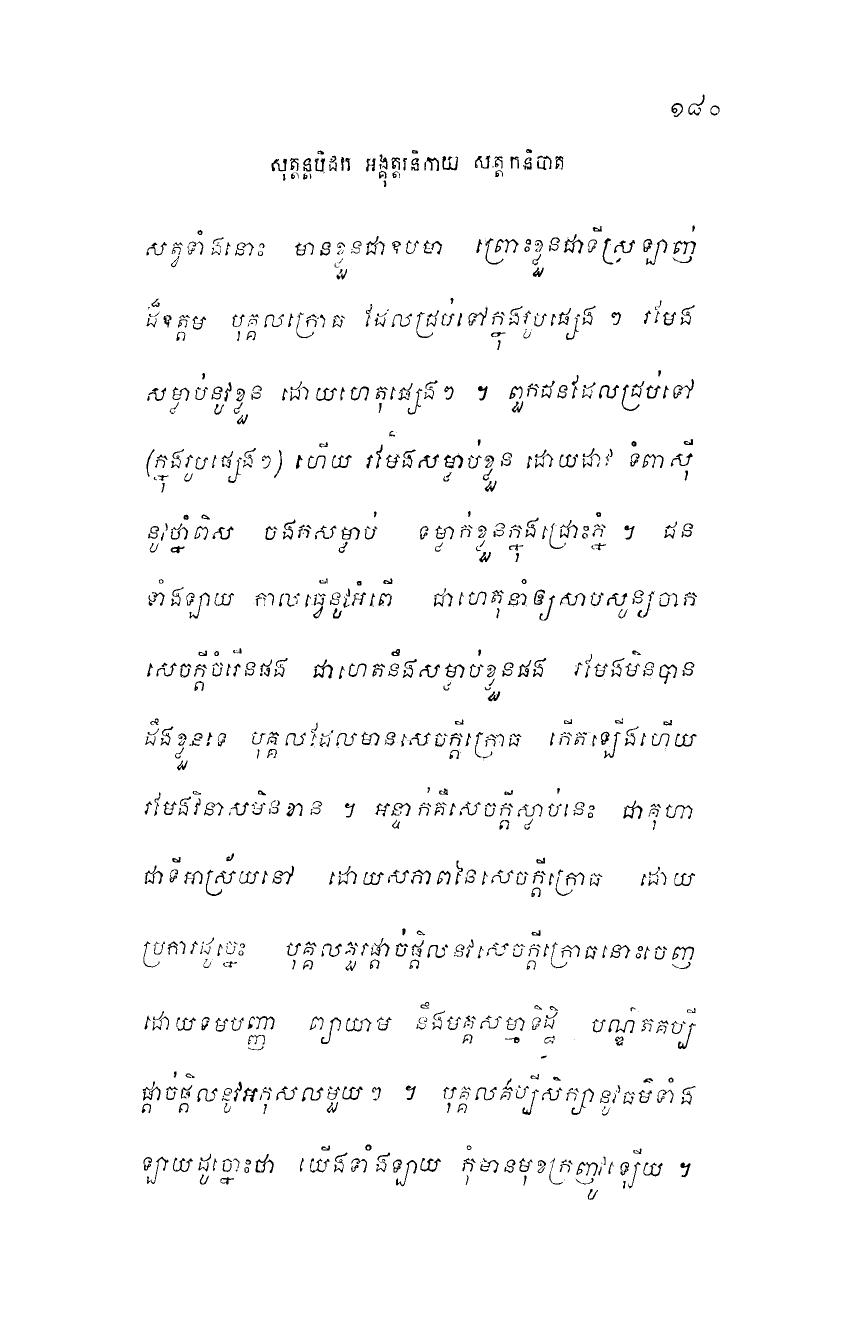 ១៨០
សុត្តន្តបិដក អង្គុត្តរនិកាយ សត្តកនិបាត
សត្វទាំងនោះ មានខ្លួនជាឧបមា ព្រោះខ្លួនជាទីស្រឡាញ់
ដ៏ឧត្តម បុគ្គលក្រោធ ដែលជ្រប់ទៅក្នុងរូបផ្សេង ៗ រមែង
សម្លាប់នូវខ្លួន ដោយហេតុផ្សេងៗ ។ ពួកជនដែលជ្រប់ទៅ
(ក្នុងរូបផ្សេងៗ) ហើយ រមែងសម្លាប់ខ្លួន ដោយដាវ ទំពាស៊ី
នូវថ្នាំពិស ចងកសម្លាប់ ទម្លាក់ខ្លួនក្នុងជ្រោះភ្នំ ។ ជន
ទាំងឡាយ កាលធ្វើនូវអំពើ ជាហេតុនាំឲ្យសាបសូន្យចាក
សេចក្តីចំរើនផង ជាហេតនឹងសម្លាប់ខ្លួនផង រមែងមិនបាន
ដឹងខ្លួនទេ បុគ្គលដែលមានសេចក្តីក្រោធ កើតឡើងហើយ
រមែងវិនាសមិនខាន ។ អន្ទាក់គឺសេចក្តីស្លាប់នេះ ជាគុហា
ជាទីអាស្រ័យនៅ ដោយសភាពនៃសេចក្តីក្រោធ ដោយ
ប្រការដូច្នេះ បុគ្គលគួរផ្តាច់ផ្តិលនវសេចក្តីក្រោធនោះចេញ
ដោយទមបញ្ញា ព្យាយាម នឹងមគ្គសម្មាទិដ្ឋិ បណ្ឌិតគប្បី
ផ្តាច់ផ្តិលនូវអកុសលមួយៗ ។ បុគ្គលគប្បីសិក្សានូវធម៌ទាំង
ឡាយដូច្នោះថា យើងទាំងឡាយ កុំមានមុខក្រញូវឡើយ ។